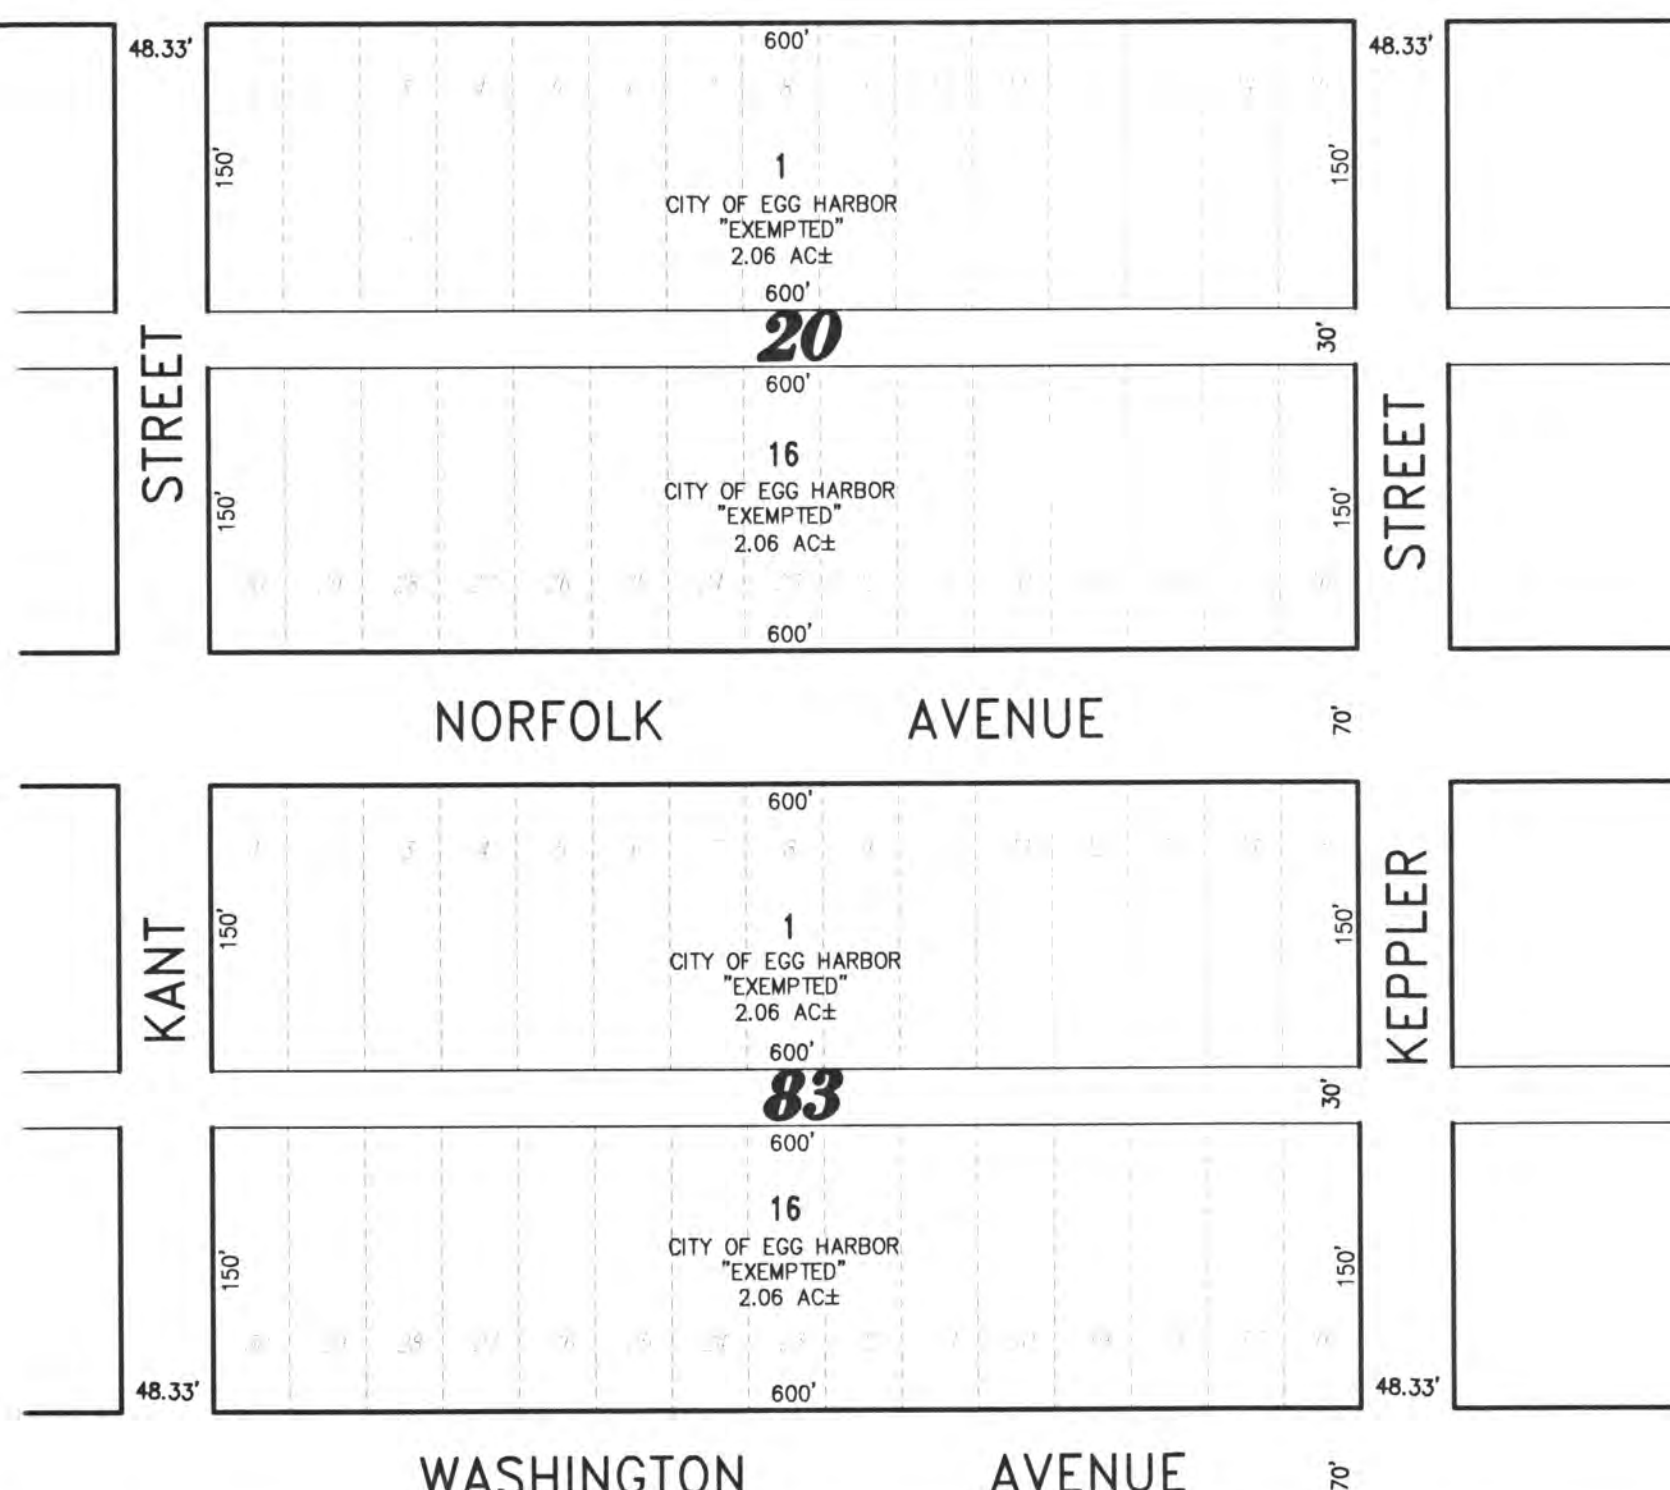 48.33'
600'
48.33'
150'
150'
1
CITY OF EGG HARBOR
"EXEMPTED"
2.06 AC±
600'
20
30'
STREET
STREET
600'
16
CITY OF EGG HARBOR
"EXEMPTED"
2.06 AC±
150'
150'
600'
NORFOLK AVENUE
70'
600'
KANT
KEPPLER
150'
150'
1
CITY OF EGG HARBOR
"EXEMPTED"
2.06 AC±
600'
83
30'
600'
16
CITY OF EGG HARBOR
"EXEMPTED"
2.06 AC±
150'
150'
48.33'
600'
48.33'
WASHINGTON AVENUE
70'